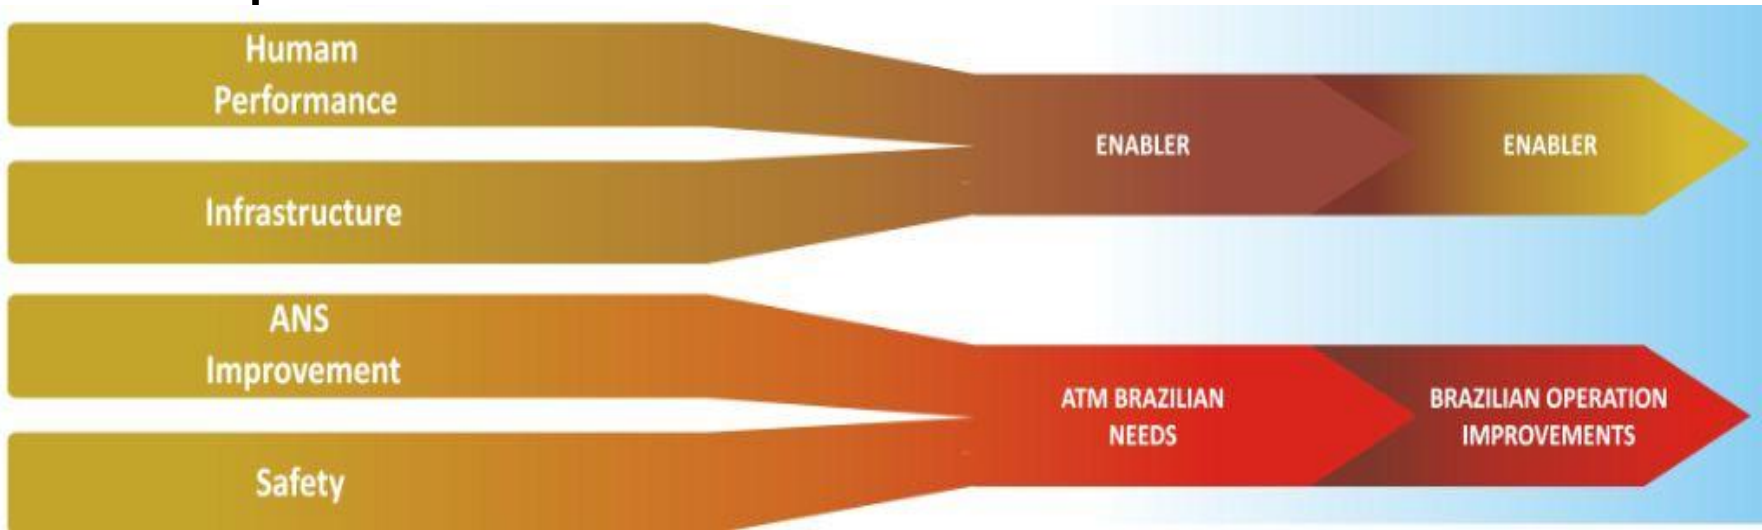 Humam
Performance
Infrastructure
ENABLER
ENABLER
ANS
Improvement
Safety
ATM BRAZILIAN
NEEDS
BRAZILIAN OPERATION
IMPROVEMENTS